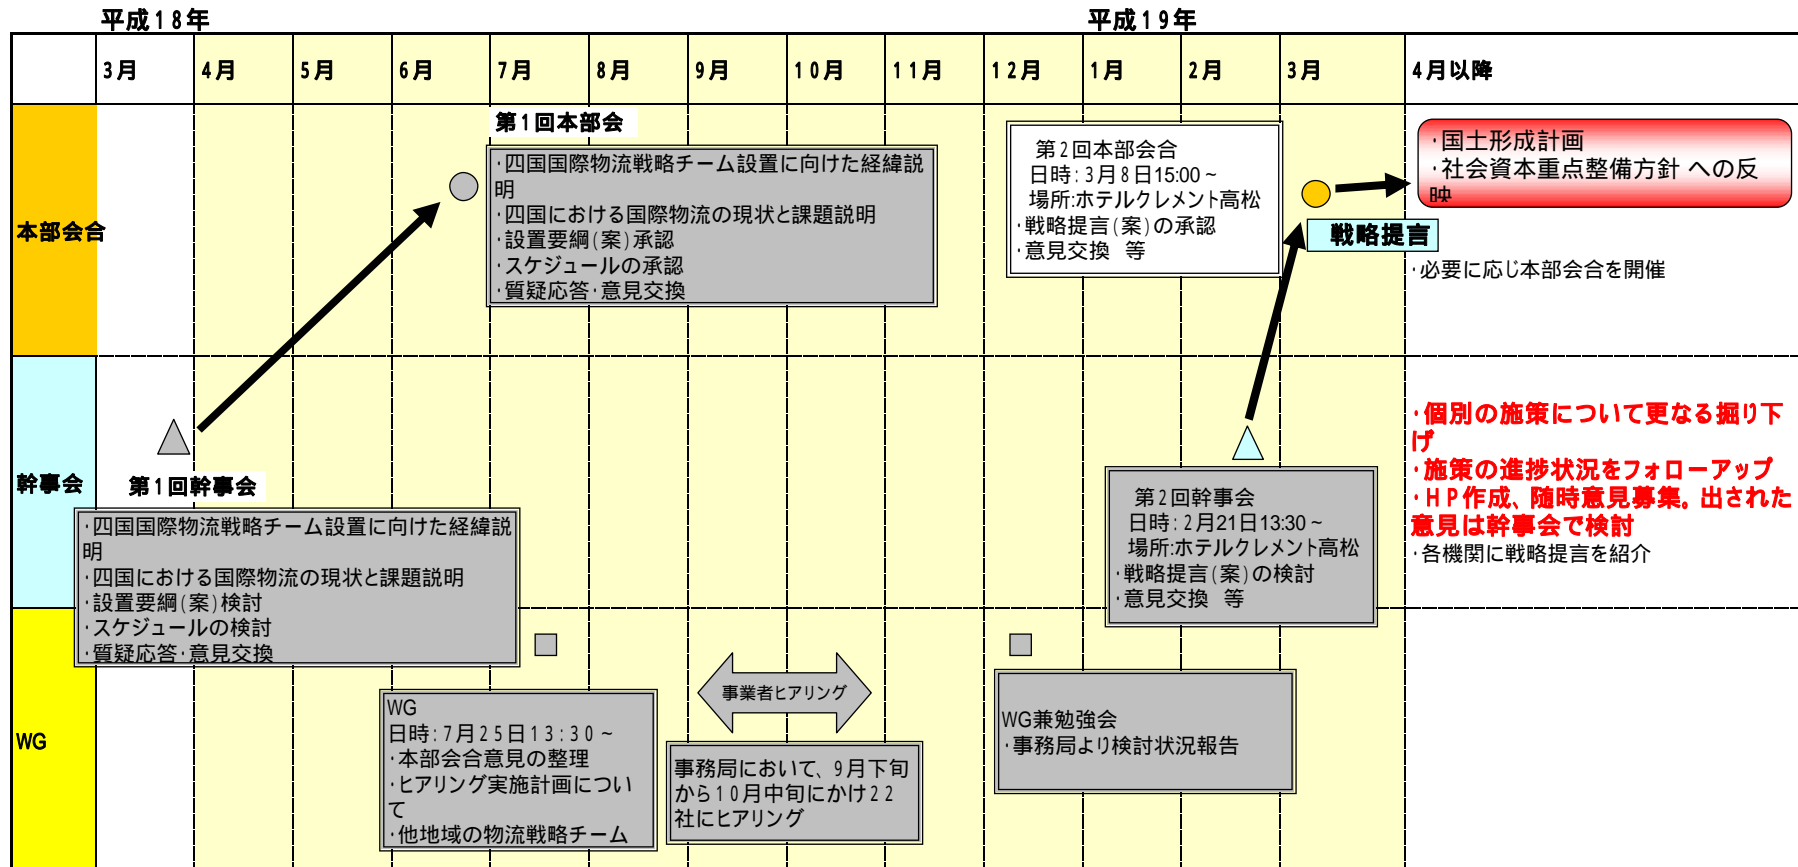 平成18年
平成19年
3月
4月
5月
6月
7月
8月
9月
10月
11月
12月
1月
2月
3月
4月以降
本部会合
第1回本部会
･四国国際物流戦略チーム設置に向けた経緯説
明
･四国における国際物流の現状と課題説明
･設置要綱(案)承認
･スケジュールの承認
･質疑応答･意見交換
第2回本部会合
日時:3月8日15:00～
場所:ホテルクレメント高松
･戦略提言(案)の承認
･意見交換 等
戦略提言
･国土形成計画
･社会資本重点整備方針 への反
映
･必要に応じ本部会合を開催
幹事会
第1回幹事会
･四国国際物流戦略チーム設置に向けた経緯説
明
･四国における国際物流の現状と課題説明
･設置要綱(案)検討
･スケジュールの検討
･質疑応答･意見交換
第2回幹事会
日時:2月21日13:30～
場所:ホテルクレメント高松
･戦略提言(案)の検討
･意見交換 等
･個別の施策について更なる掘り下
げ
･施策の進捗状況をフォローアップ
･HP作成、随時意見募集。出された
意見は幹事会で検討
･各機関に戦略提言を紹介
WG
WG
日時:7月25日13:30～
･本部会合意見の整理
･ヒアリング実施計画につい
て
･他地域の物流戦略チーム
事業者ヒアリング
事務局において、9月下旬
から10月中旬にかけ22
社にヒアリング
WG兼勉強会
･事務局より検討状況報告